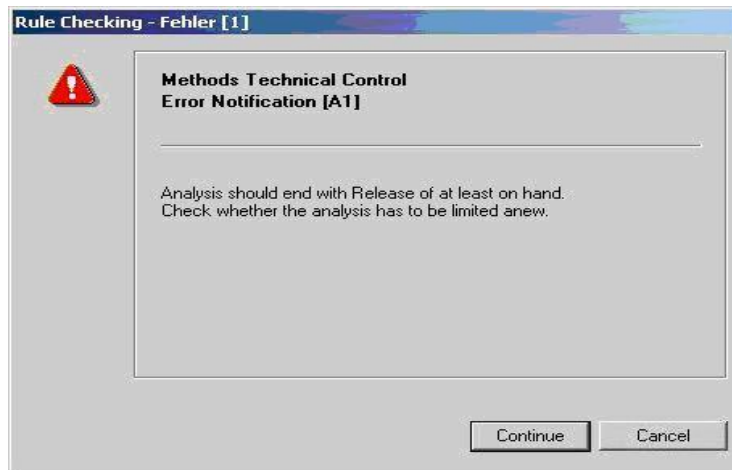 Rule Checking - Fehler [1]
Methods Technical Control
Error Notification [A1]
Analysis should end with Release of at least on hand.
Check whether the analysis has to be limited anew.
Continue
Cancel